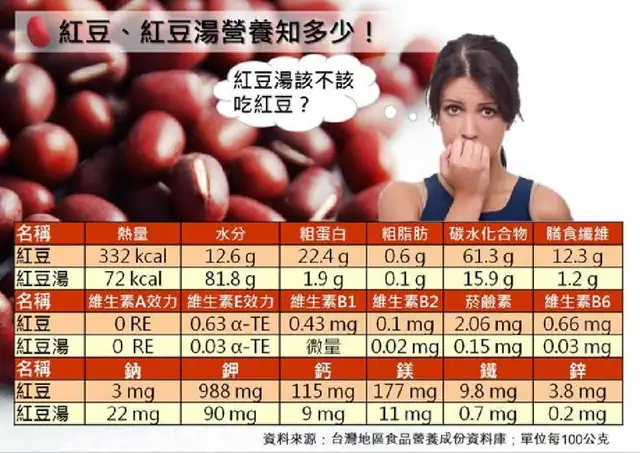 紅豆、紅豆湯營養知多少！
紅豆湯該不該
吃紅豆？
名稱 熱量 水分 粗蛋白 粗脂肪 碳水化合物 膳食纖維
紅豆 332 kcal 12.6 g 22.4 g 0.6 g 61.3 g 12.3 g
紅豆湯 72 kcal 81.8 g 1.9 g 0.1 g 15.9 g 1.2 g
名稱 維生素A效力 維生素E效力 維生素B1 維生素B2 菸鹼素 維生素B6
紅豆 0 RE 0.63 α-TE 0.43 mg 0.1 mg 2.06 mg 0.66 mg
紅豆湯 0 RE 0.03 α-TE 微量 0.02 mg 0.15 mg 0.03 mg
名稱 鈉 鉀 鈣 鎂 鐵 鋅
紅豆 3 mg 988 mg 115 mg 177 mg 9.8 mg 3.8 mg
紅豆湯 22 mg 90 mg 9 mg 11 mg 0.7 mg 0.2 mg
資料來源：台灣地區食品營養成份資料庫；單位每100公克